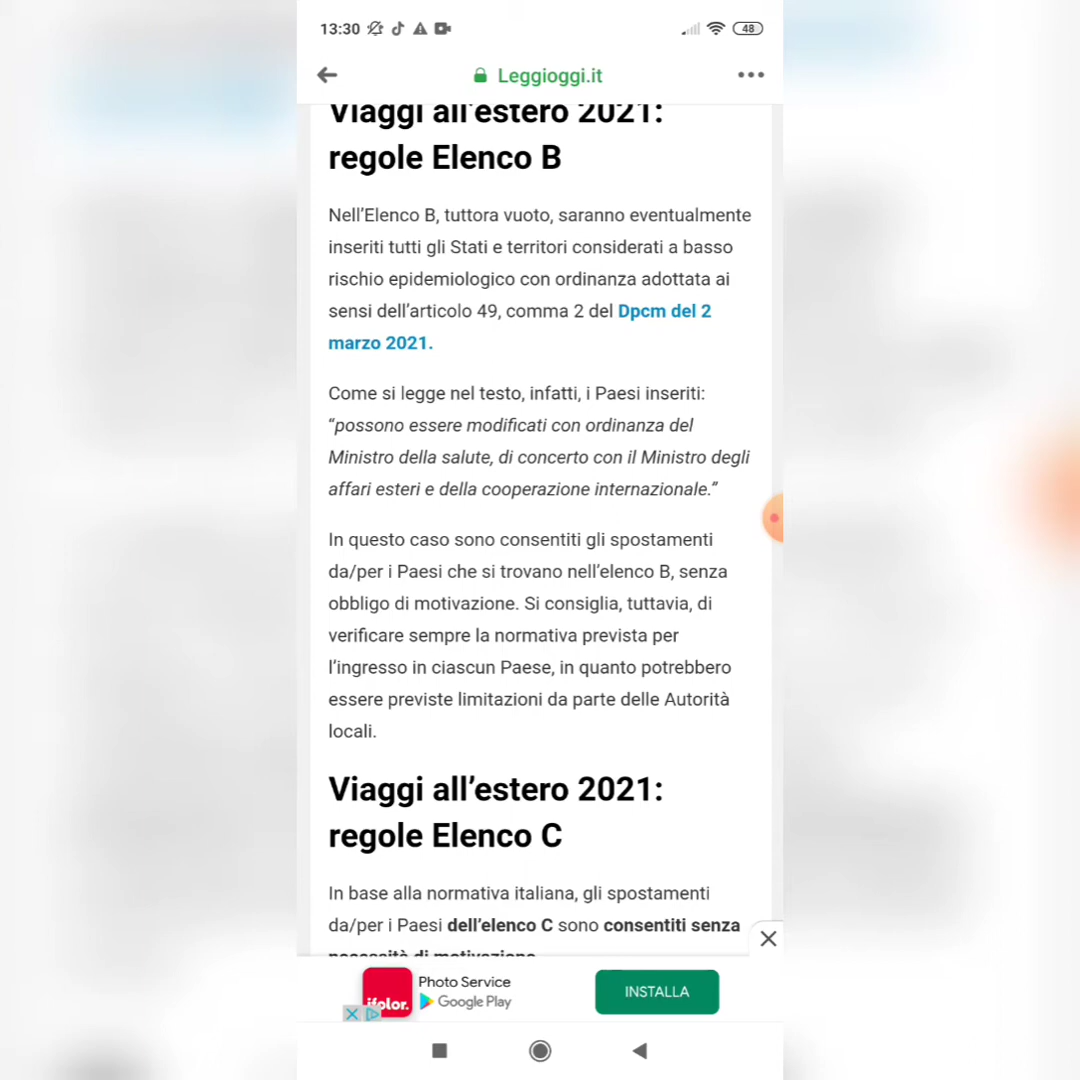 13:30
48
Leggioggi.it
Viaggi all'estero 2021:
regole Elenco B
Nell'Elenco B, tuttora vuoto, saranno eventualmente
inseriti tutti gli Stati e territori considerati a basso
rischio epidemiologico con ordinanza adottata ai
sensi dell'articolo 49, comma 2 del Dpcm del 2
marzo 2021.
Come si legge nel testo, infatti, i Paesi inseriti:
“possono essere modificati con ordinanza del
Ministro della salute, di concerto con il Ministro degli
affari esteri e della cooperazione internazionale.”
In questo caso sono consentiti gli spostamenti
da/per i Paesi che si trovano nell'elenco B, senza
obbligo di motivazione. Si consiglia, tuttavia, di
verificare sempre la normativa prevista per
l'ingresso in ciascun Paese, in quanto potrebbero
essere previste limitazioni da parte delle Autorità
locali.
Viaggi all'estero 2021:
regole Elenco C
In base alla normativa italiana, gli spostamenti
da/per i Paesi dell'elenco C sono consentiti senza
necessità di motivazione
Photo Service
ifolor.
Google Play
INSTALLA